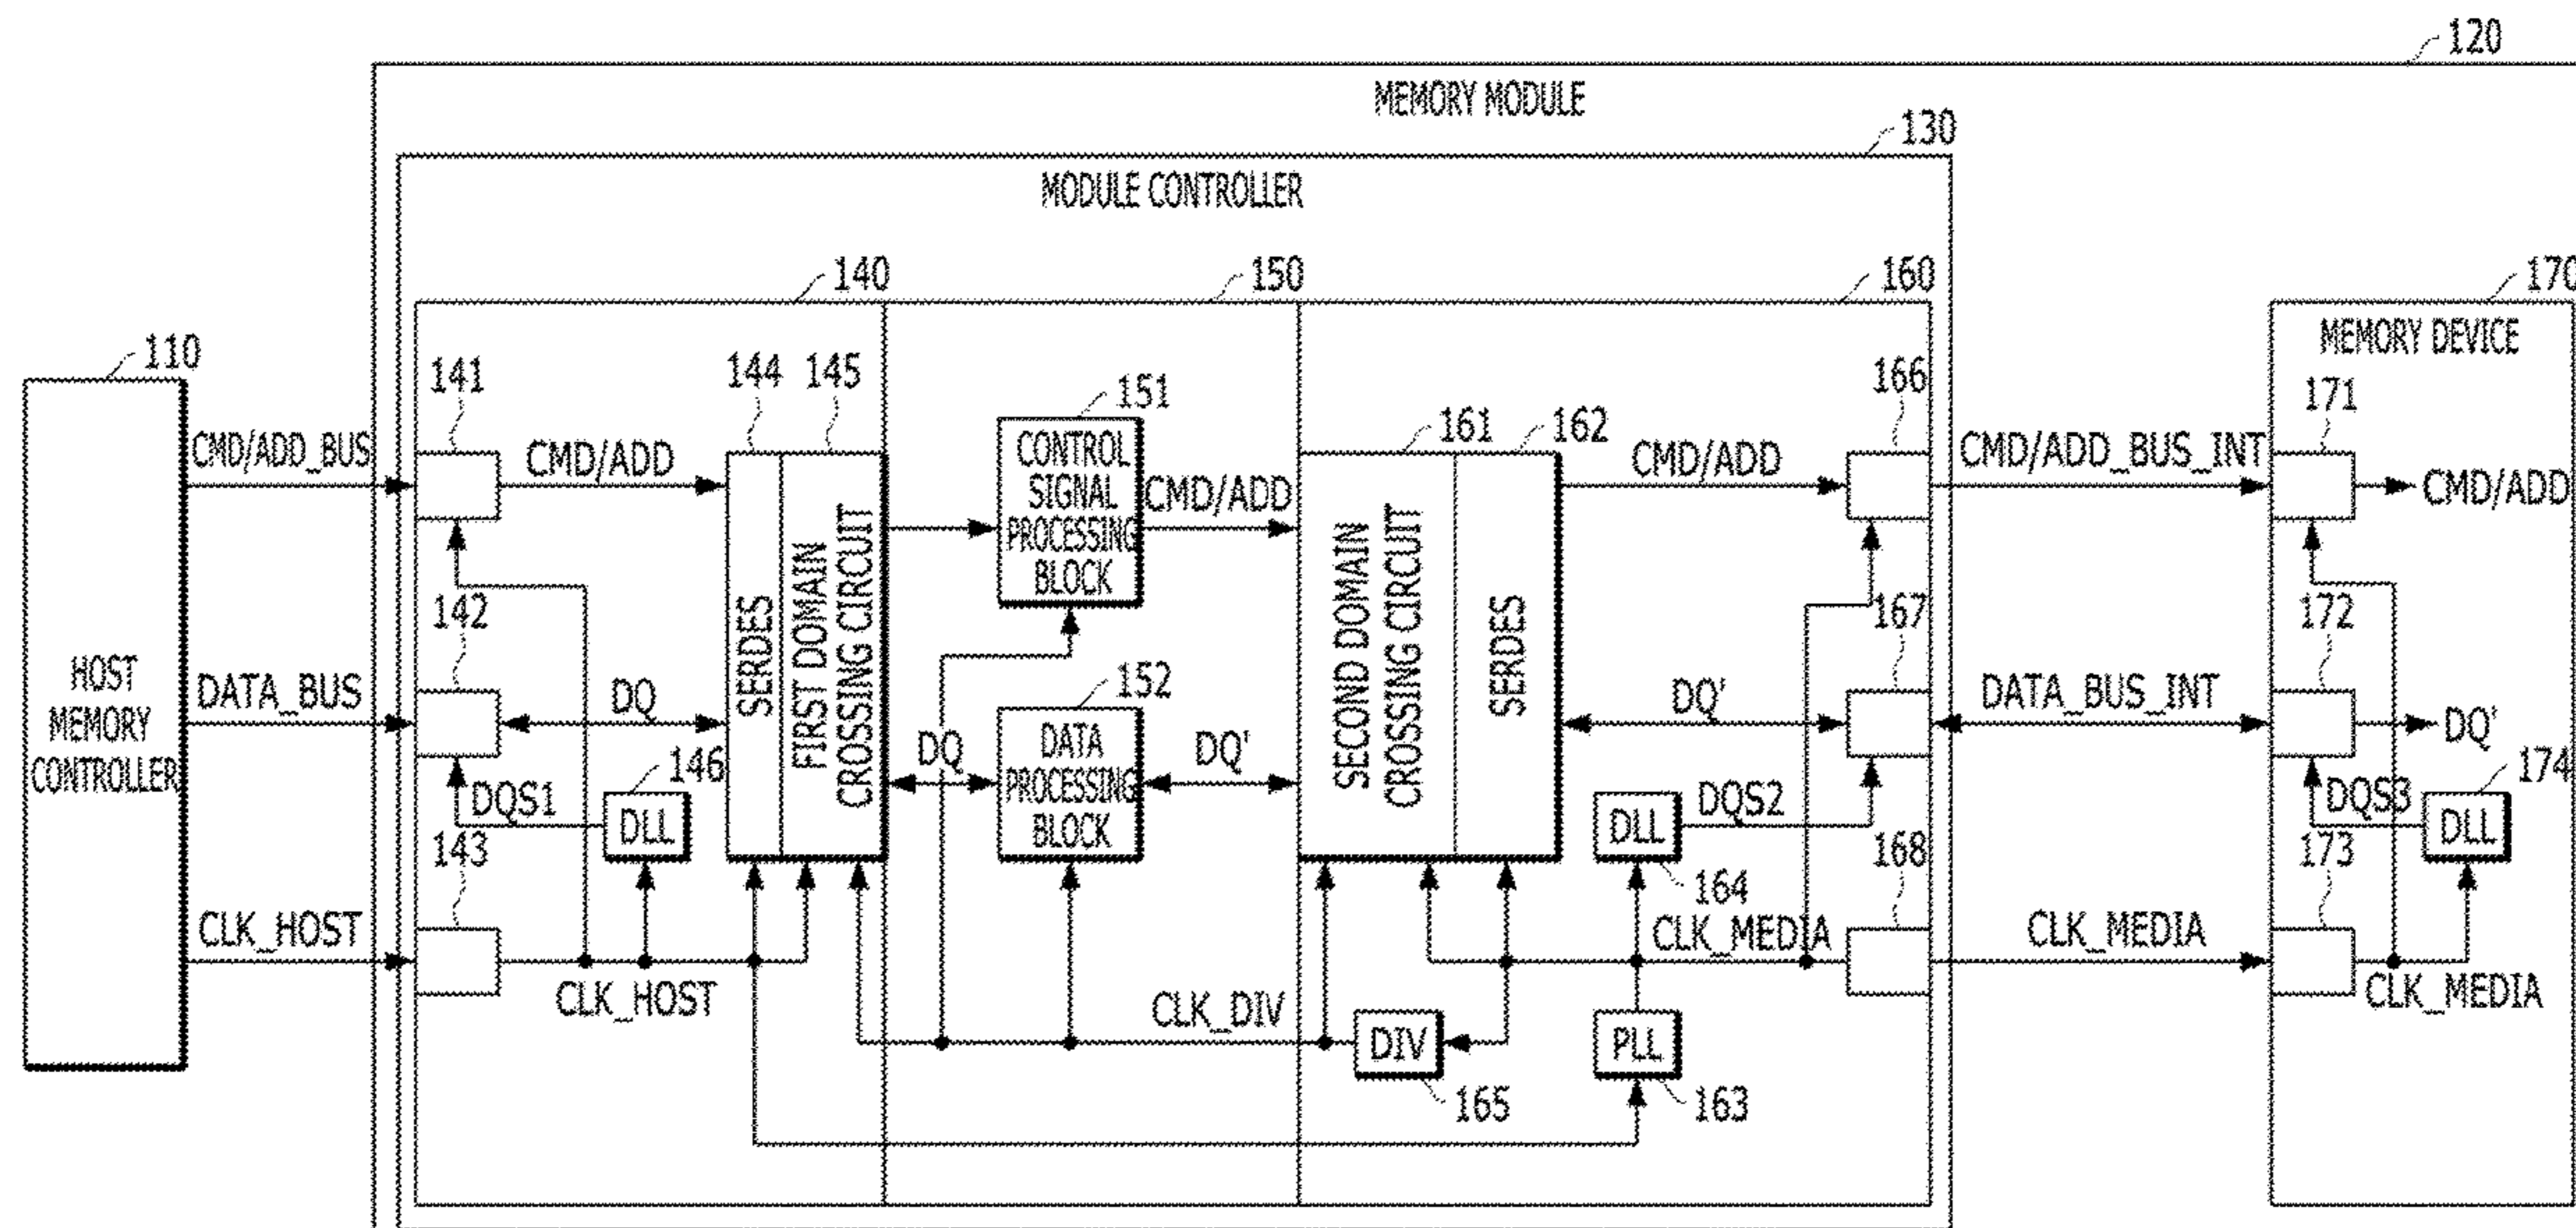 120
MEMORY MODULE
130
MODULE CONTROLLER
140
150
160
170
MEMORY DEVICE
110
HOST
MEMORY
CONTROLLER
CMD/ADD_BUS
DATA_BUS
CLK_HOST
141
CMD/ADD
142
DQ
DQS1
146
DLL
143
CLK_HOST
144
145
SERDES
FIRST DOMAIN
CROSSING CIRCUIT
151
CONTROL
SIGNAL
PROCESSING
BLOCK
CMD/ADD
152
DATA
PROCESSING
BLOCK
DQ
DQ'
CLK_DIV
161
162
SECOND DOMAIN
CROSSING CIRCUIT
SERDES
CMD/ADD
166
DQ'
167
DLL
DQS2
164
168
CLK_MEDIA
DIV
165
PLL
163
CMD/ADD_BUS_INT
DATA_BUS_INT
CLK_MEDIA
171
CMD/ADD
172
DQ'
DQS3
174
DLL
173
CLK_MEDIA